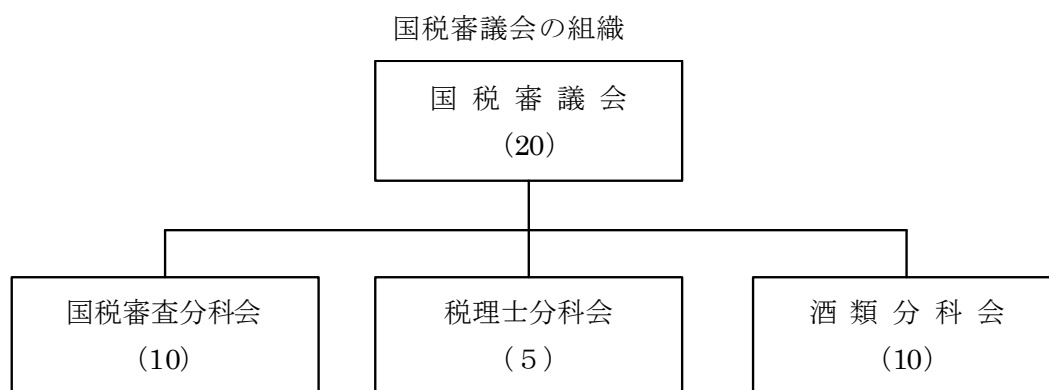 国税審議会の組織
国税審議会
（20）
国税審査分科会
（10）
税理士分科会
（５）
酒類分科会
（10）